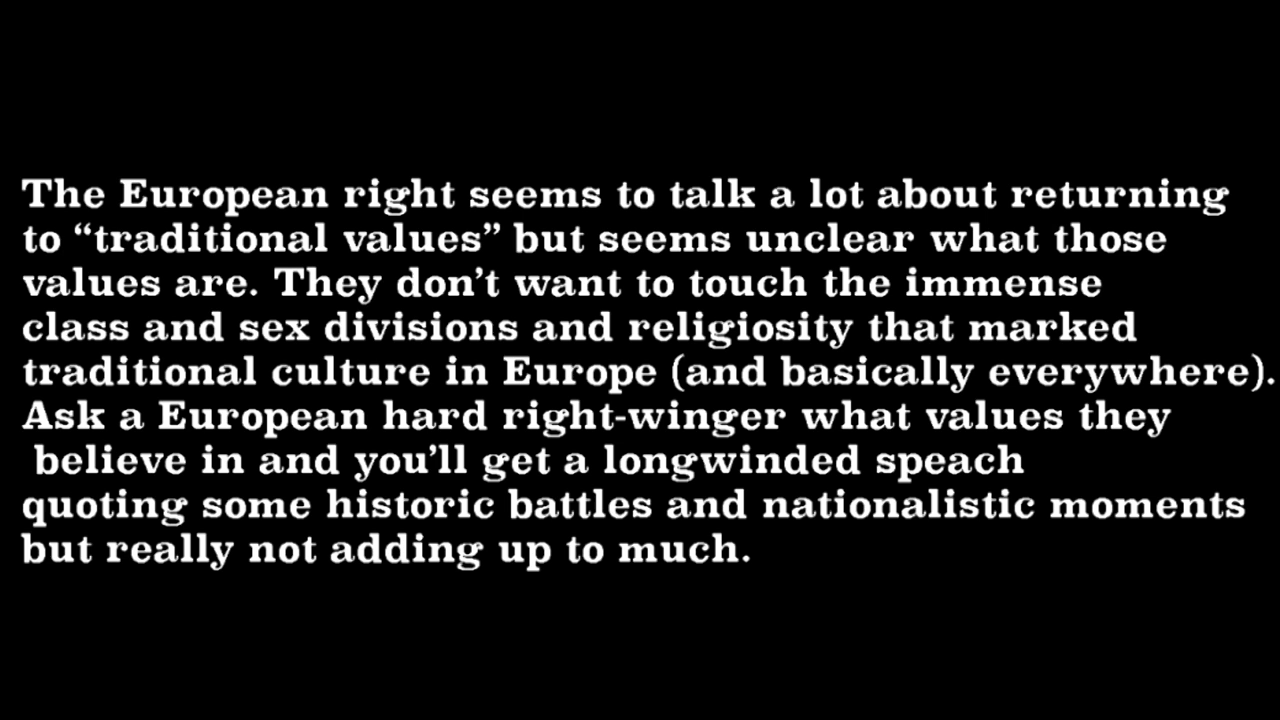 The European right seems to talk a lot about returning
to “traditional values” but seems unclear what those
values are. They don’t want to touch the immense
class and sex divisions and religiosity that marked
traditional culture in Europe (and basically everywhere).
Ask a European hard right-winger what values they
believe in and you’ll get a longwinded speach
quoting some historic battles and nationalistic moments
but really not adding up to much.